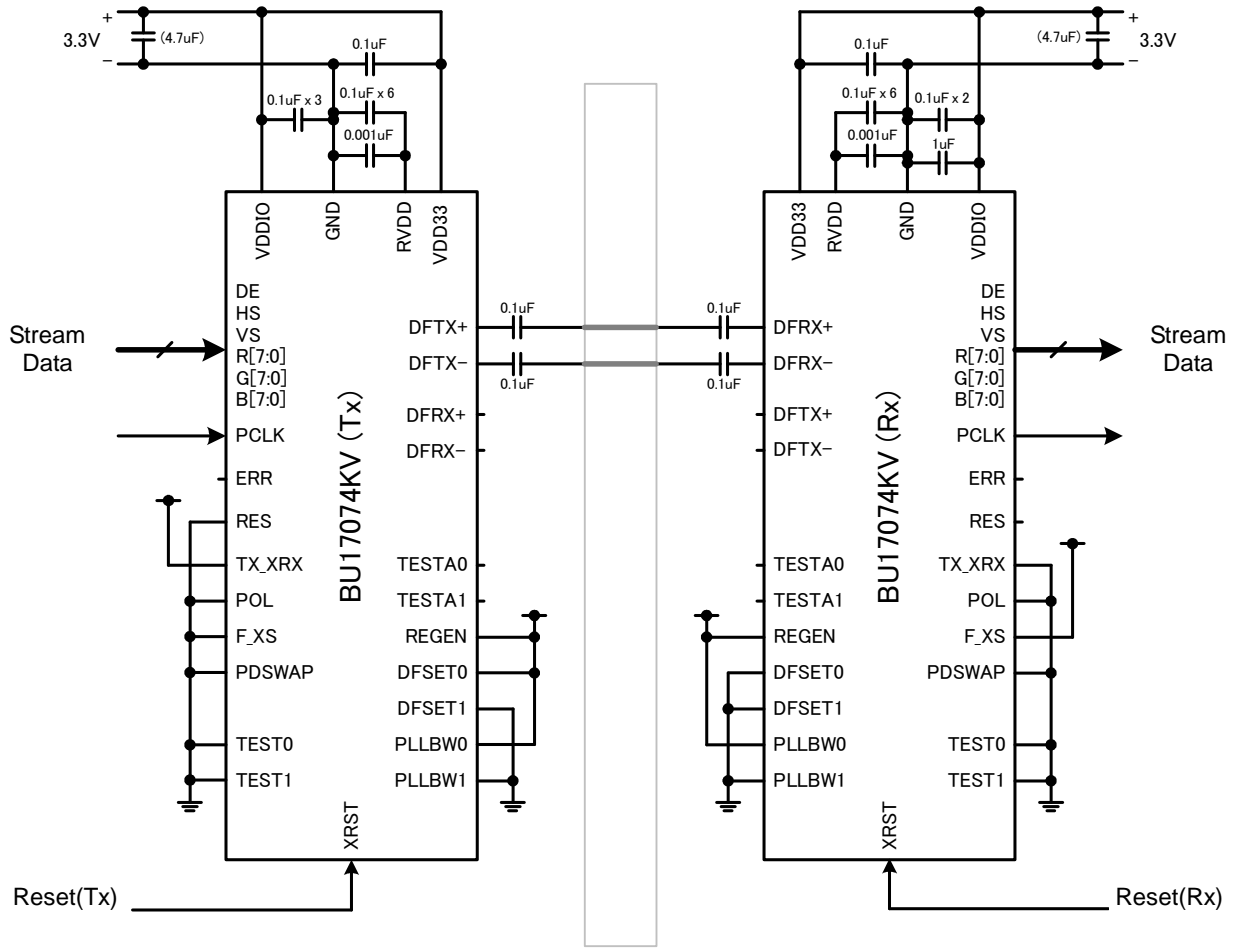 +
3.3V
−
(4.7uF)
0.1uF
0.1uF x 3
0.1uF x 6
0.001uF
VDDIO
GND
RVDD
VDD33
DE
HS
VS
R[7:0]
G[7:0]
B[7:0]
PCLK
ERR
RES
TX_XRX
POL
F_XS
PDSWAP
TEST0
TEST1
BU17074KV (Tx)
DFTX+
DFTX−
DFRX+
DFRX−
TESTA0
TESTA1
REGEN
DFSET0
DFSET1
PLLBW0
PLLBW1
XRST
Stream
Data
Reset(Tx)
0.1uF
0.1uF
0.1uF
0.1uF
+
3.3V
−
(4.7uF)
0.1uF
0.1uF x 6
0.1uF x 2
0.001uF
1uF
VDD33
RVDD
GND
VDDIO
DFRX+
DFRX−
DFTX+
DFTX−
TESTA0
TESTA1
REGEN
DFSET0
DFSET1
PLLBW0
PLLBW1
BU17074KV (Rx)
DE
HS
VS
R[7:0]
G[7:0]
B[7:0]
PCLK
ERR
RES
TX_XRX
POL
F_XS
PDSWAP
TEST0
TEST1
XRST
Stream
Data
Reset(Rx)